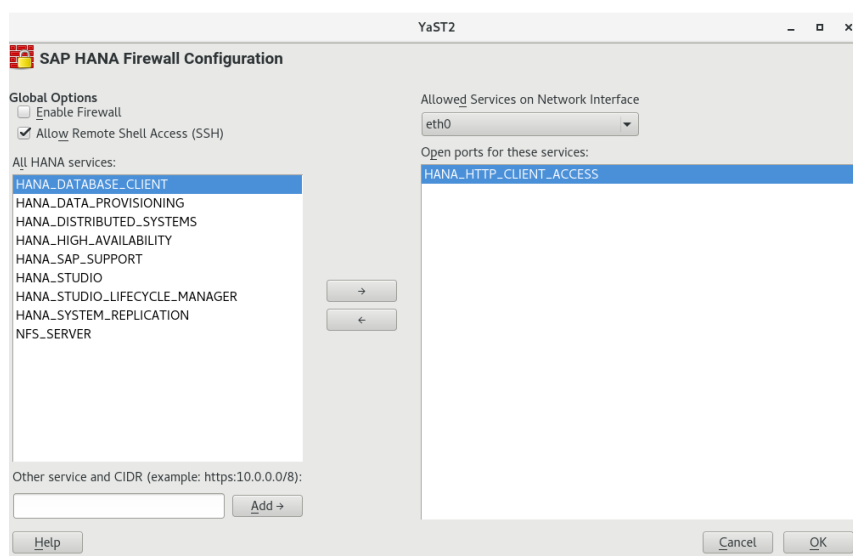 YaST2
SAP HANA Firewall Configuration
Global Options
Enable Firewall
Allow Remote Shell Access (SSH)
All HANA services:
HANA_DATABASE_CLIENT
HANA_DATA_PROVISIONING
HANA_DISTRIBUTED_SYSTEMS
HANA_HIGH_AVAILABILITY
HANA_SAP_SUPPORT
HANA_STUDIO
HANA_STUDIO_LIFECYCLE_MANAGER
HANA_SYSTEM_REPLICATION
NFS_SERVER
Other service and CIDR (example: https:10.0.0.0/8):
Add →
→
←
Allowed Services on Network Interface
eth0
Open ports for these services:
HANA_HTTP_CLIENT_ACCESS
Help
Cancel
OK